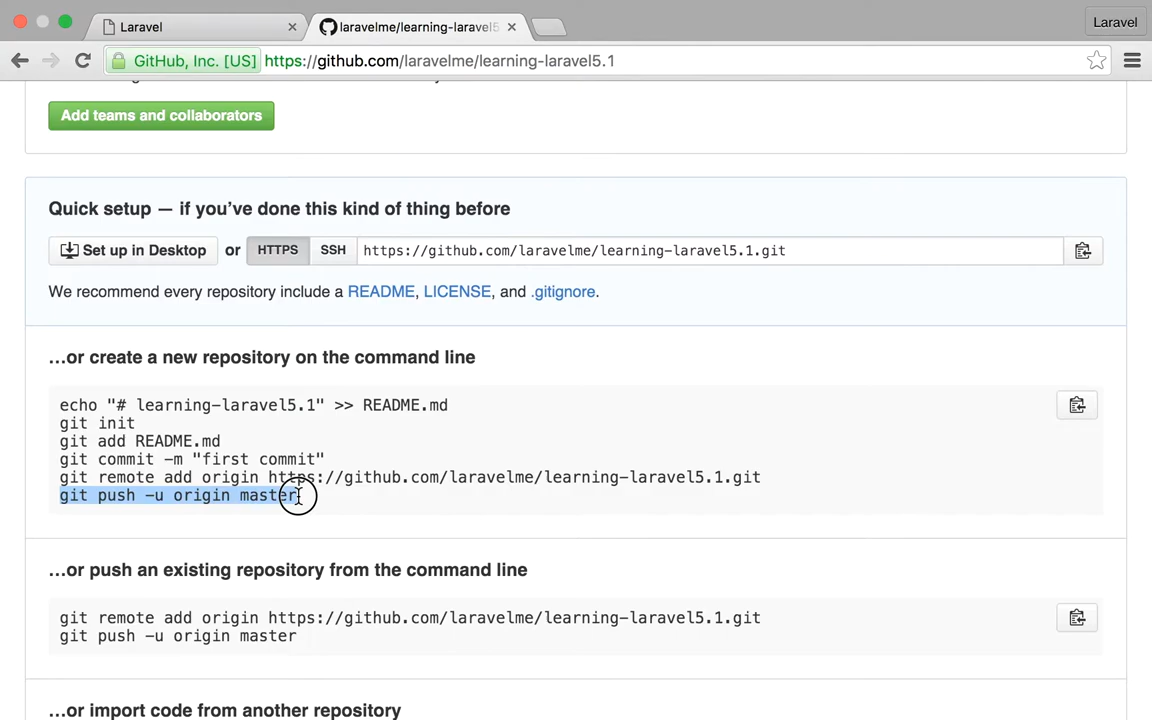 Laravel
laravelme/learning-laravel5
Laravel
GitHub, Inc. [US] https://github.com/laravelme/learning-laravel5.1
Add teams and collaborators
Quick setup — if you’ve done this kind of thing before
Set up in Desktop or HTTPS SSH https://github.com/laravelme/learning-laravel5.1.git
We recommend every repository include a README, LICENSE, and .gitignore.
…or create a new repository on the command line
echo "# learning-laravel5.1" >> README.md
git init
git add README.md
git commit -m "first commit"
git remote add origin https://github.com/laravelme/learning-laravel5.1.git
git push -u origin master
…or push an existing repository from the command line
git remote add origin https://github.com/laravelme/learning-laravel5.1.git
git push -u origin master
…or import code from another repository